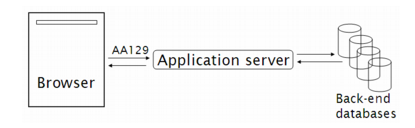 AA129
Browser
Application server
Back-end
databases